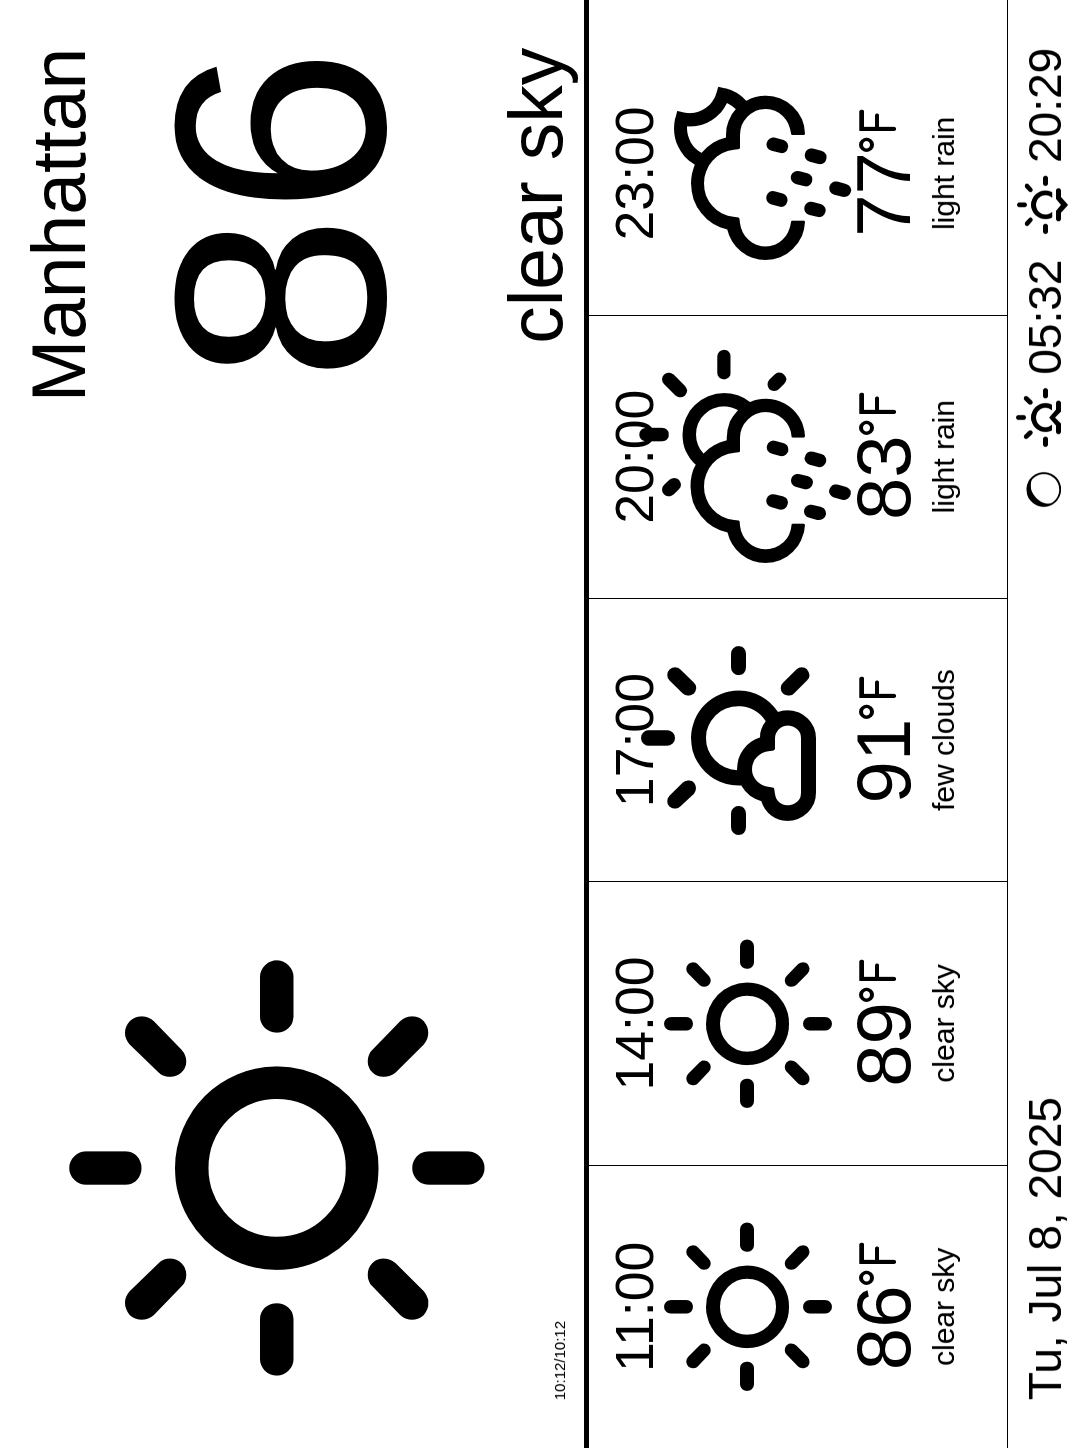 Manhattan
86
clear sky
10:12/10:12
11:00
86°F
clear sky
14:00
89°F
clear sky
17:00
91°F
few clouds
20:00
83°F
light rain
23:00
77°F
light rain
Tu, Jul 8, 2025
05:32
20:29